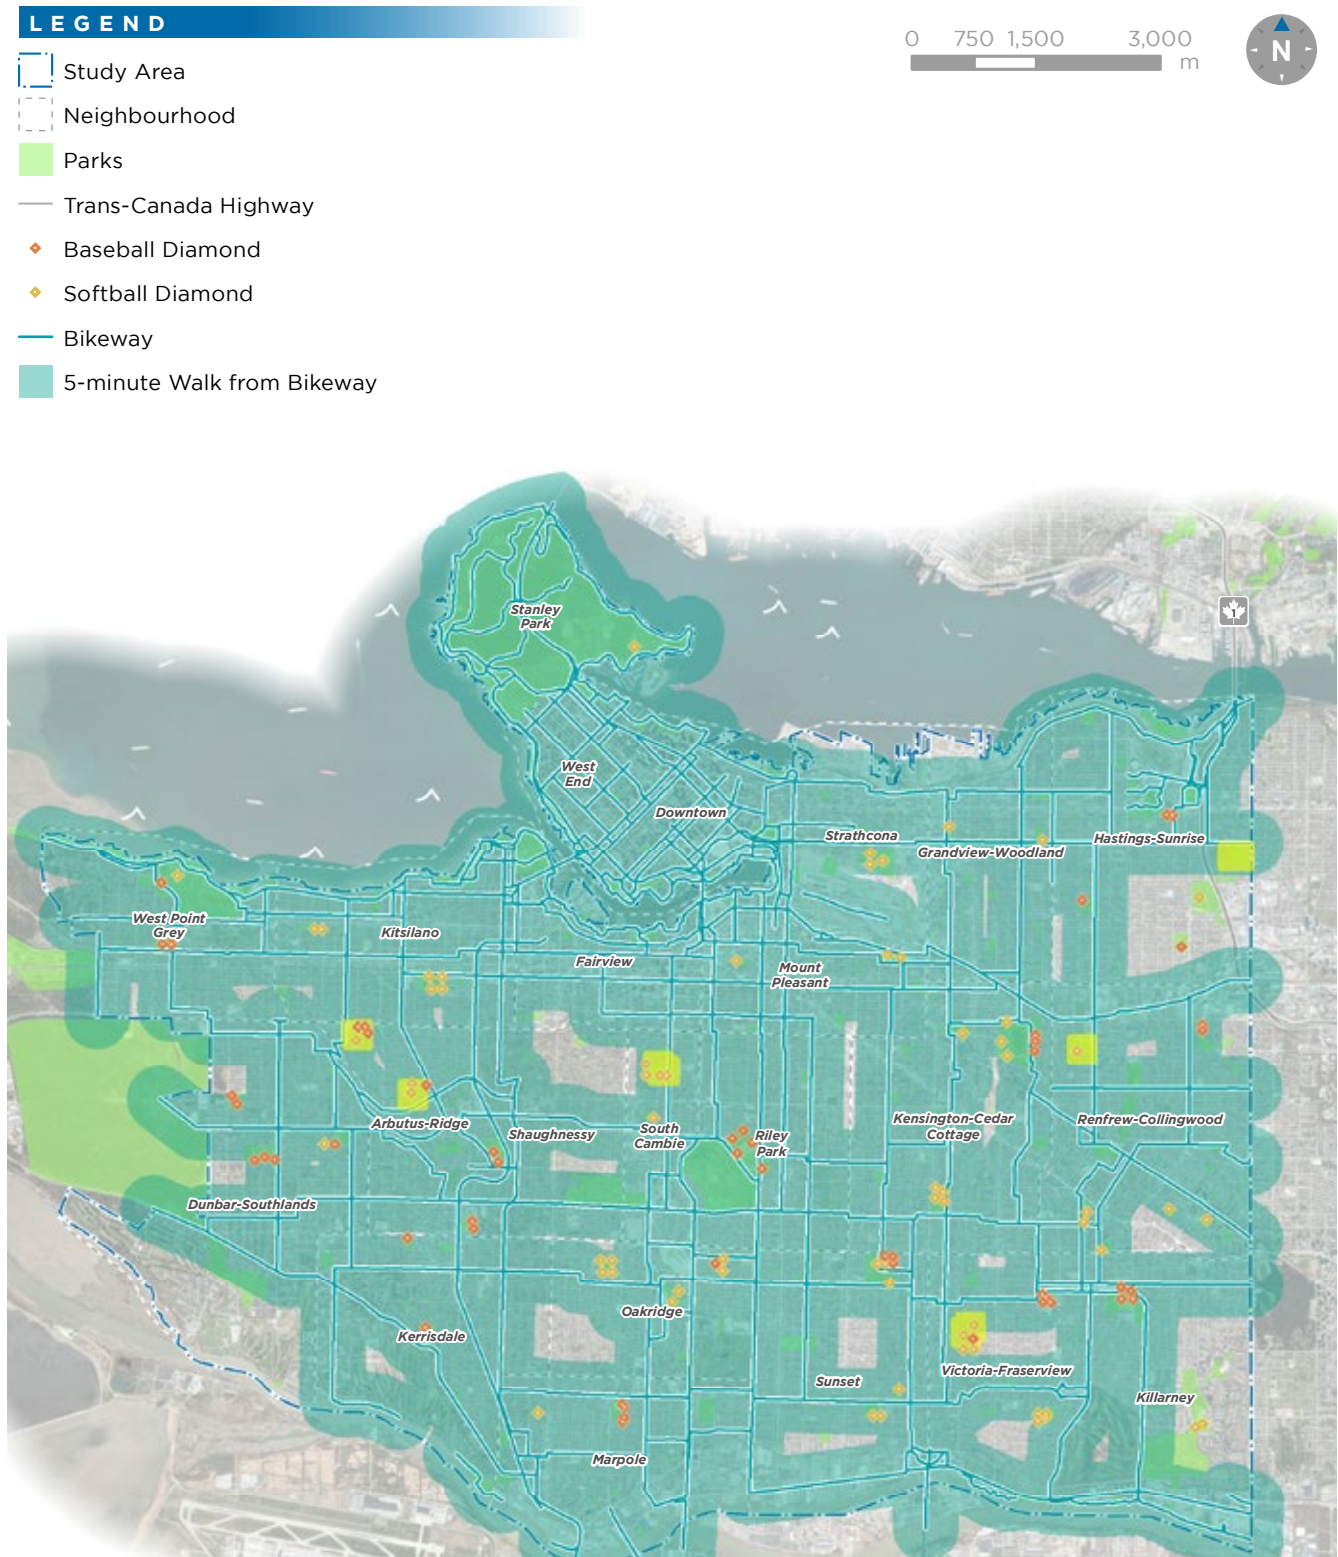 LEGEND
Study Area
Neighbourhood
Parks
Trans-Canada Highway
Baseball Diamond
Softball Diamond
Bikeway
5-minute Walk from Bikeway
0 750 1,500 3,000
m
N
1
Stanley
Park
West
End
Downtown
Strathcona
Grandview-Woodland
Hastings-Sunrise
West Point
Grey
Kitsilano
Fairview
Mount
Pleasant
Arbutus-Ridge
Shaughnessy
South
Cambie
Riley
Park
Kensington-Cedar
Cottage
Renfrew-Collingwood
Dunbar-Southlands
Oakridge
Kerrisdale
Sunset
Victoria-Fraserview
Killarney
Marpole